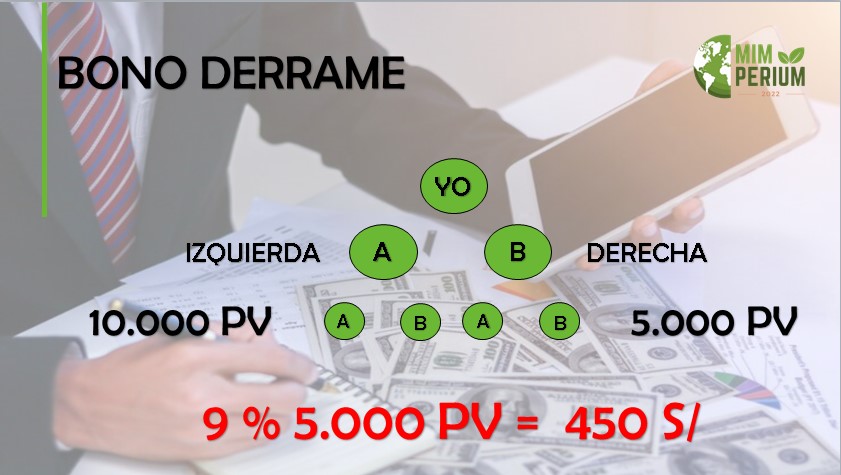 BONO DERRAME
MIM
PERIUM
2022
YO
IZQUIERDA A B DERECHA
10.000 PV A B A B 5.000 PV
9 % 5.000 PV = 450 S/